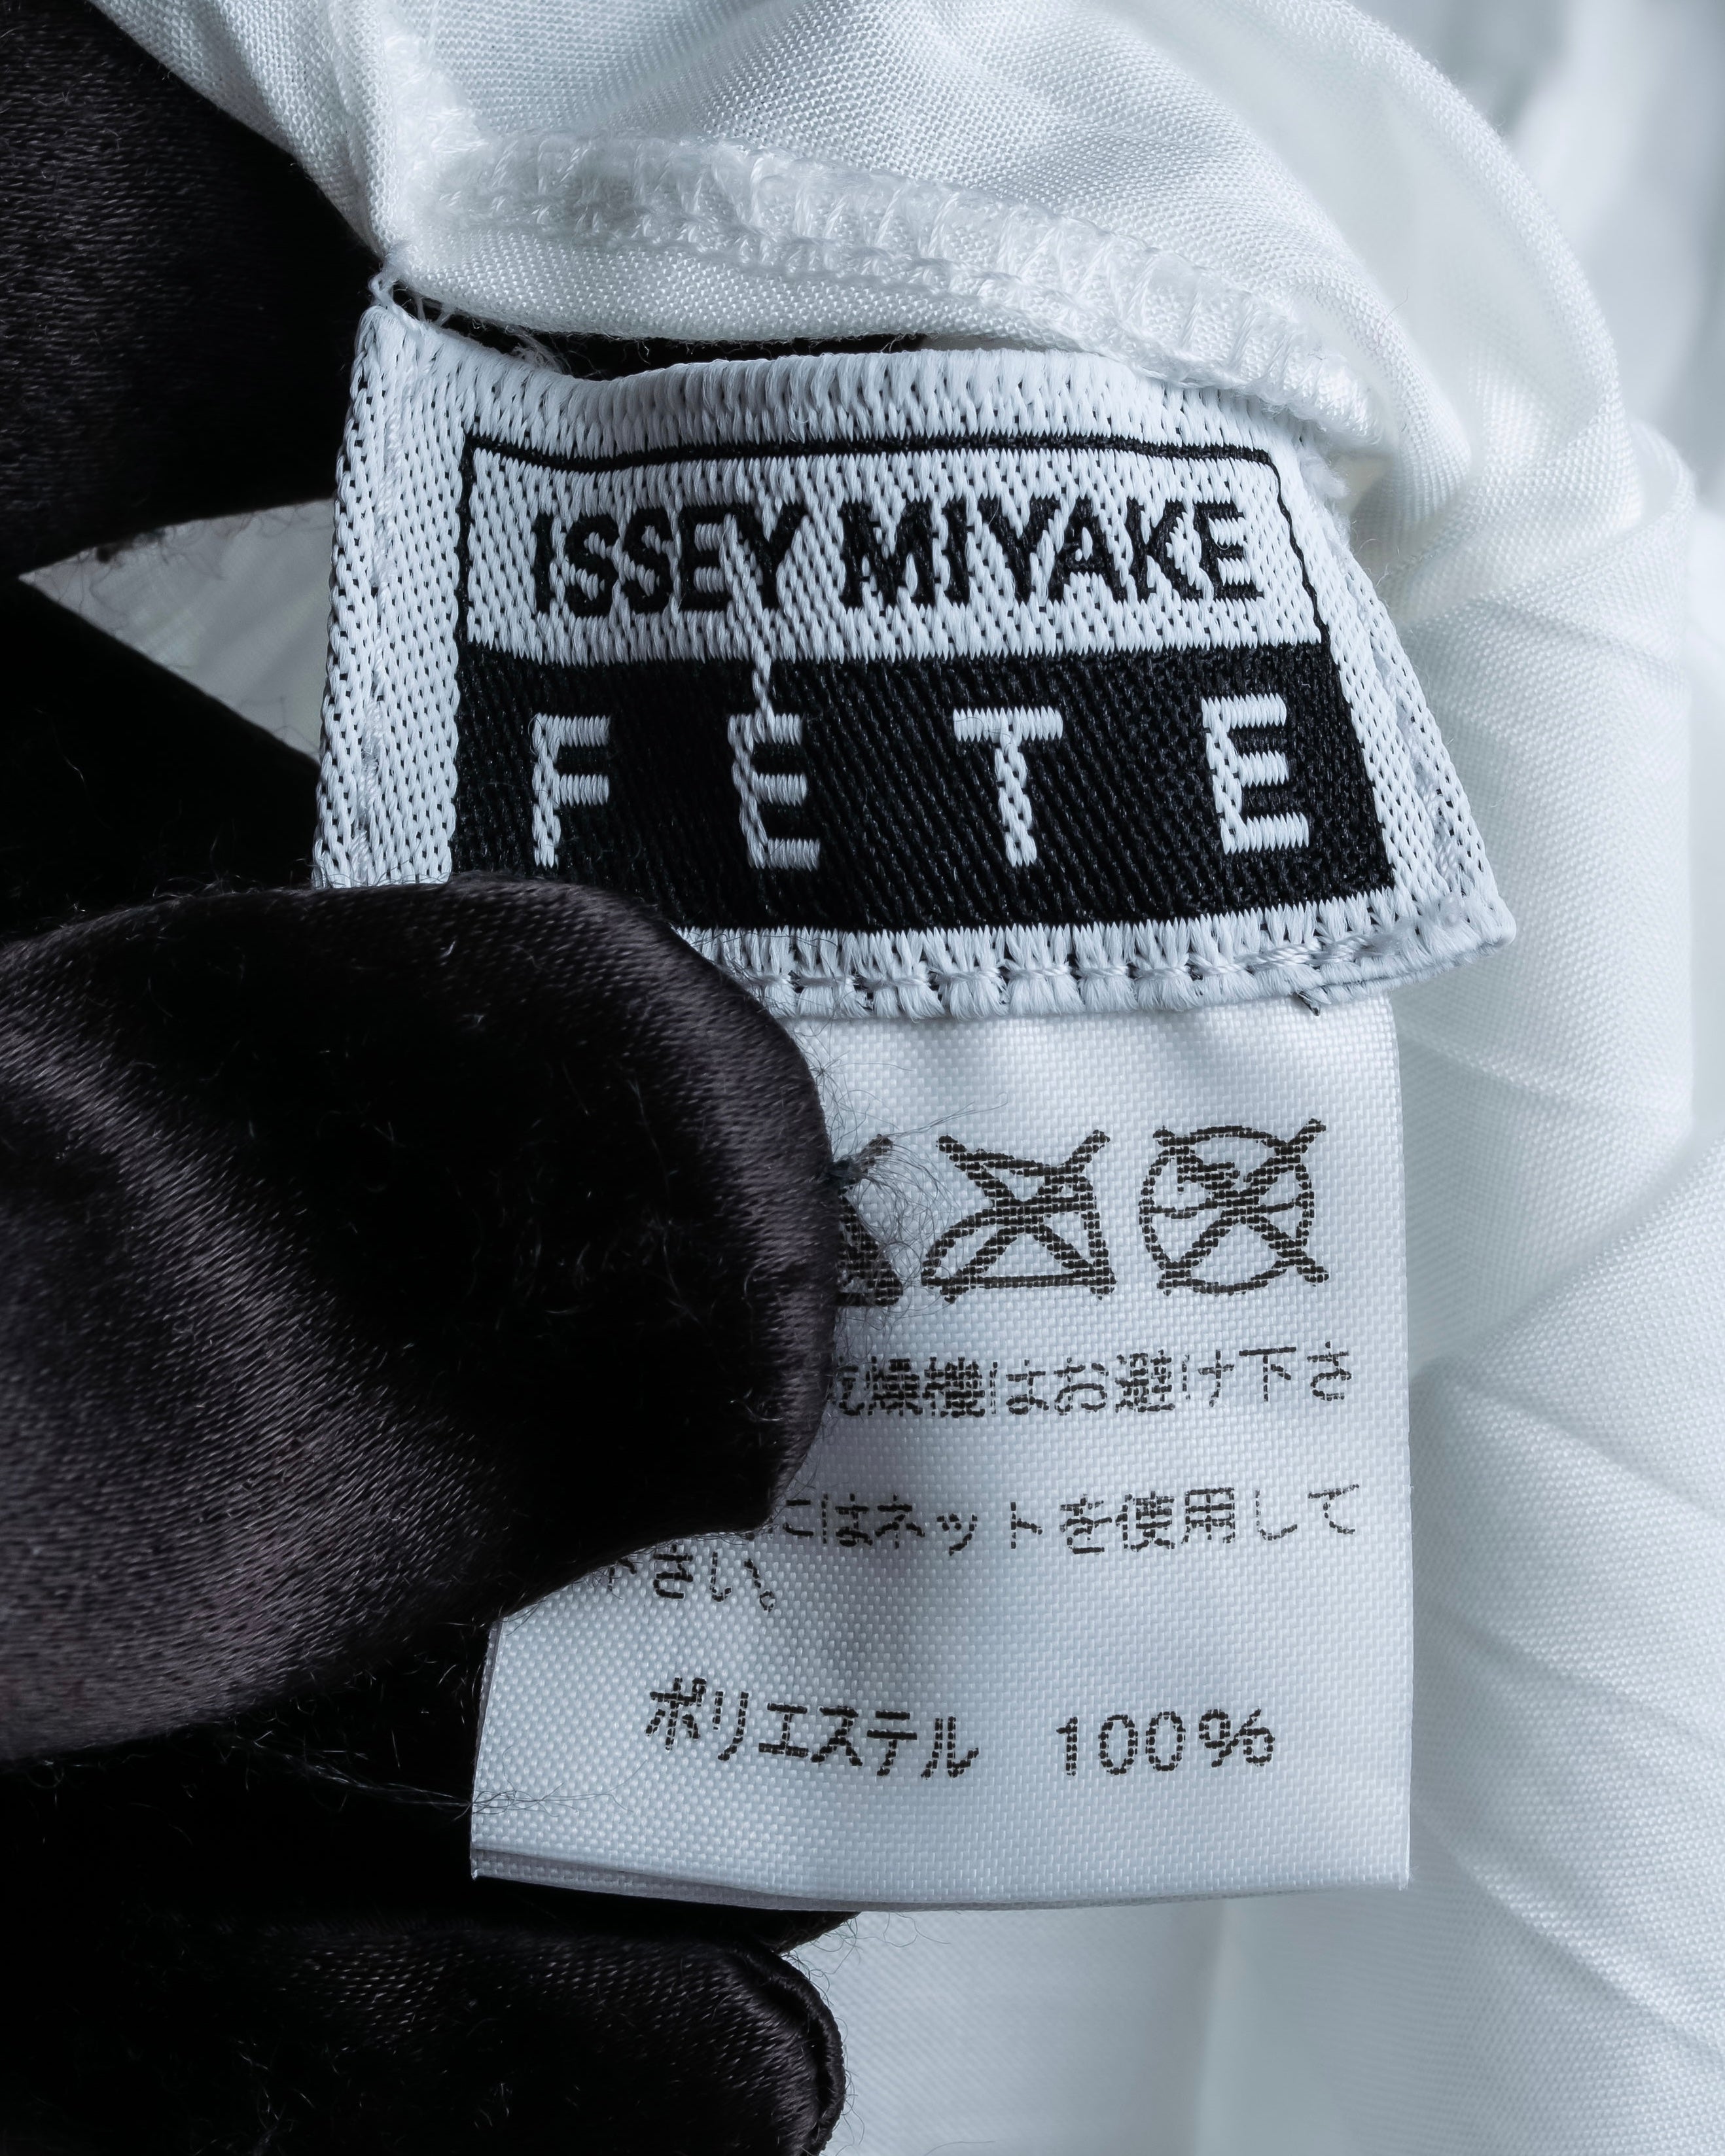 ISSEY MIYAKE
FETE
燥機はお避け下さ
にはネットを使用して
さい。
ポリエステル 100%